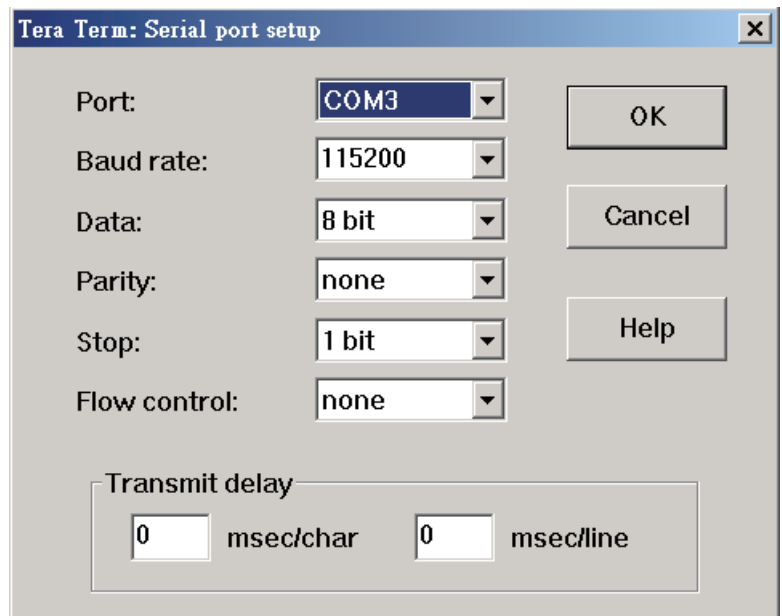 Tera Term: Serial port setup
Port: COM3
Baud rate: 115200
Data: 8 bit
Parity: none
Stop: 1 bit
Flow control: none
OK
Cancel
Help
Transmit delay
0 msec/char 0 msec/line